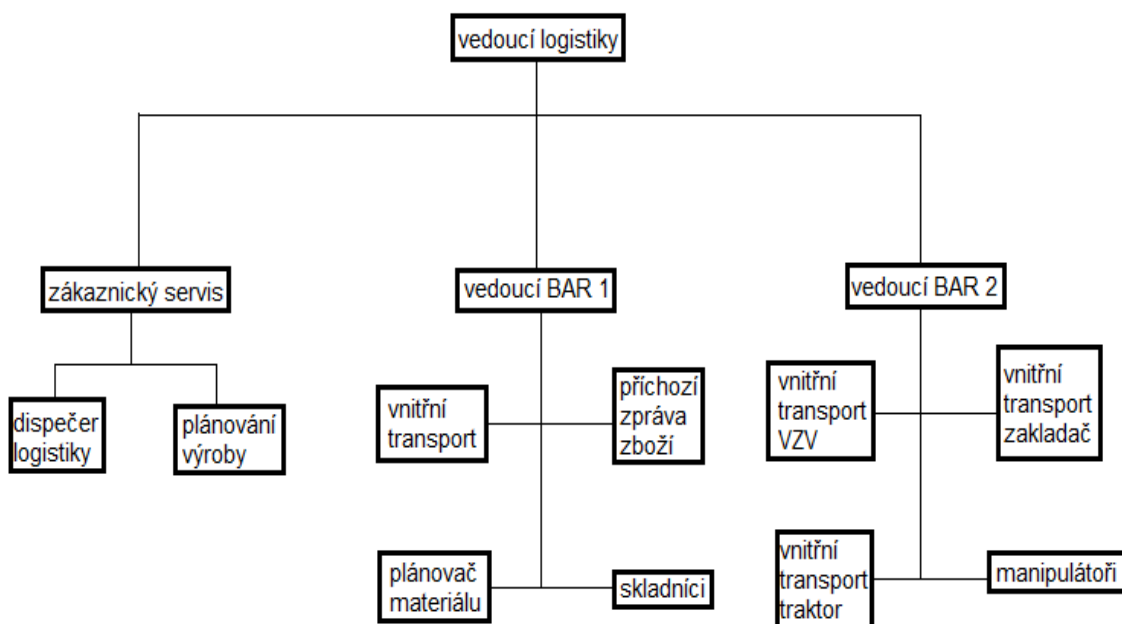 vedoucí logistiky
zákaznický servis
vedoucí BAR 1
vedoucí BAR 2
dispečer
logistiky
plánování
výroby
vnitřní
transport
příchozí
zpráva
zboží
vnitřní
transport
VZV
vnitřní
transport
zakladač
plánovač
materiálu
skladníci
vnitřní
transport
traktor
manipulátoři